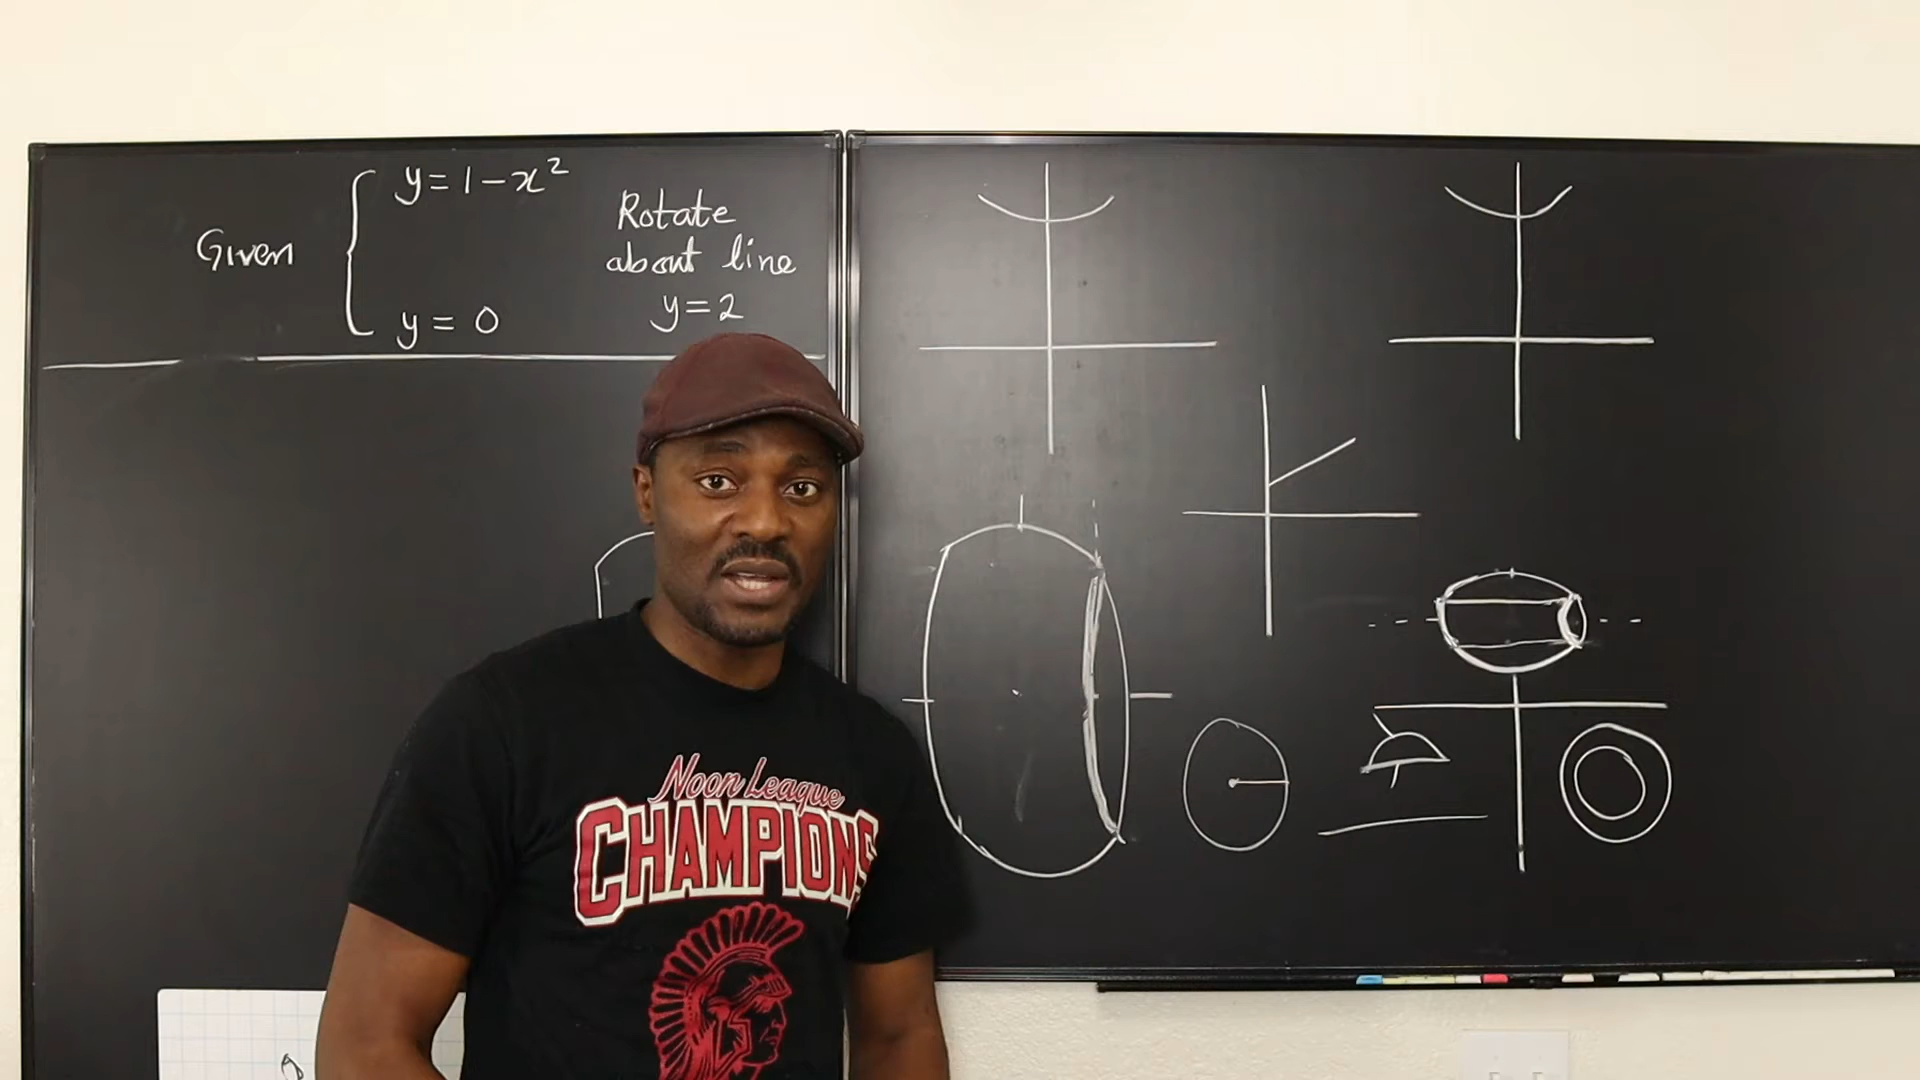 Given
y=1-x²
y=0
Rotate
about line
y=2
Noon League
CHAMPIONS